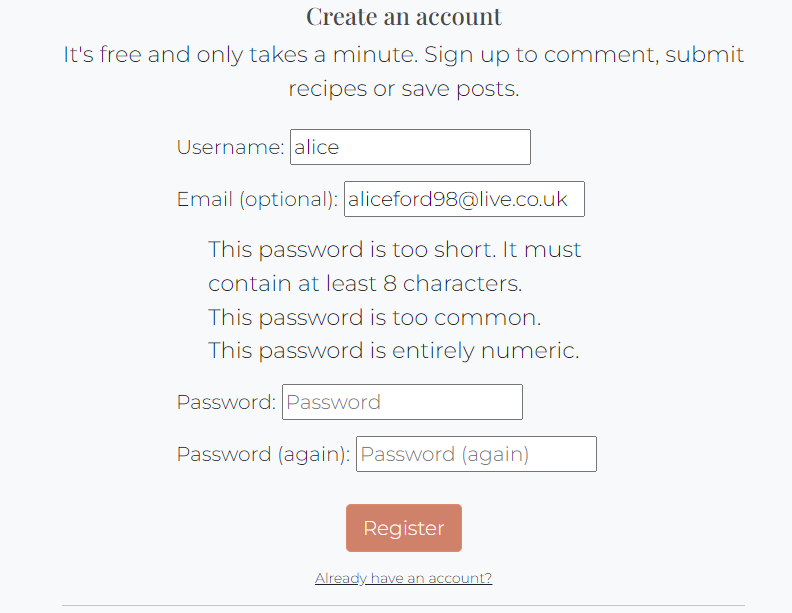 Create an account
It's free and only takes a minute. Sign up to comment, submit
recipes or save posts.
Username: alice
Email (optional): aliceford98@live.co.uk
This password is too short. It must
contain at least 8 characters.
This password is too common.
This password is entirely numeric.
Password: Password
Password (again): Password (again)
Register
Already have an account?